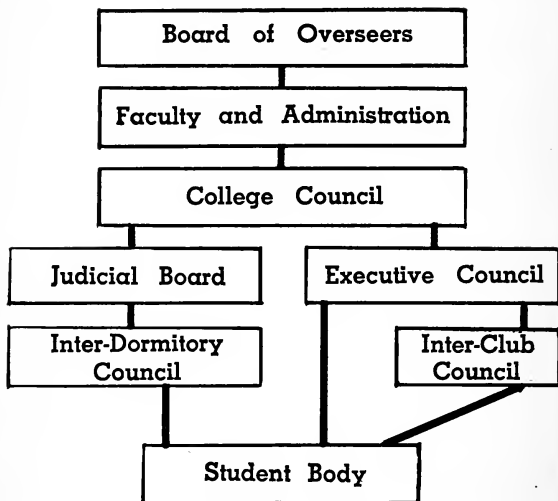 Board of Overseers
Faculty and Administration
College Council
Judicial Board
Executive Council
Inter-Dormitory
Council
Inter-Club
Council
Student Body